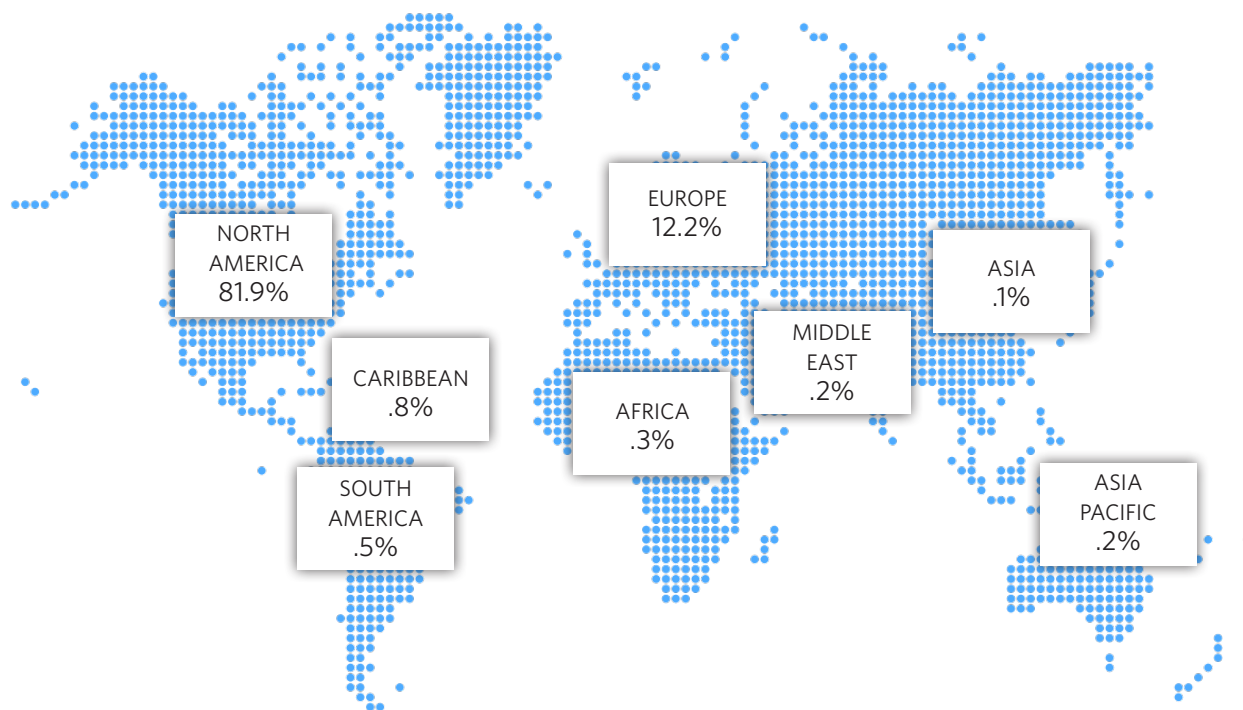 EUROPE
12.2%
NORTH
AMERICA
81.9%
ASIA
.1%
MIDDLE
EAST
.2%
CARIBBEAN
.8%
AFRICA
.3%
SOUTH
AMERICA
.5%
ASIA
PACIFIC
.2%